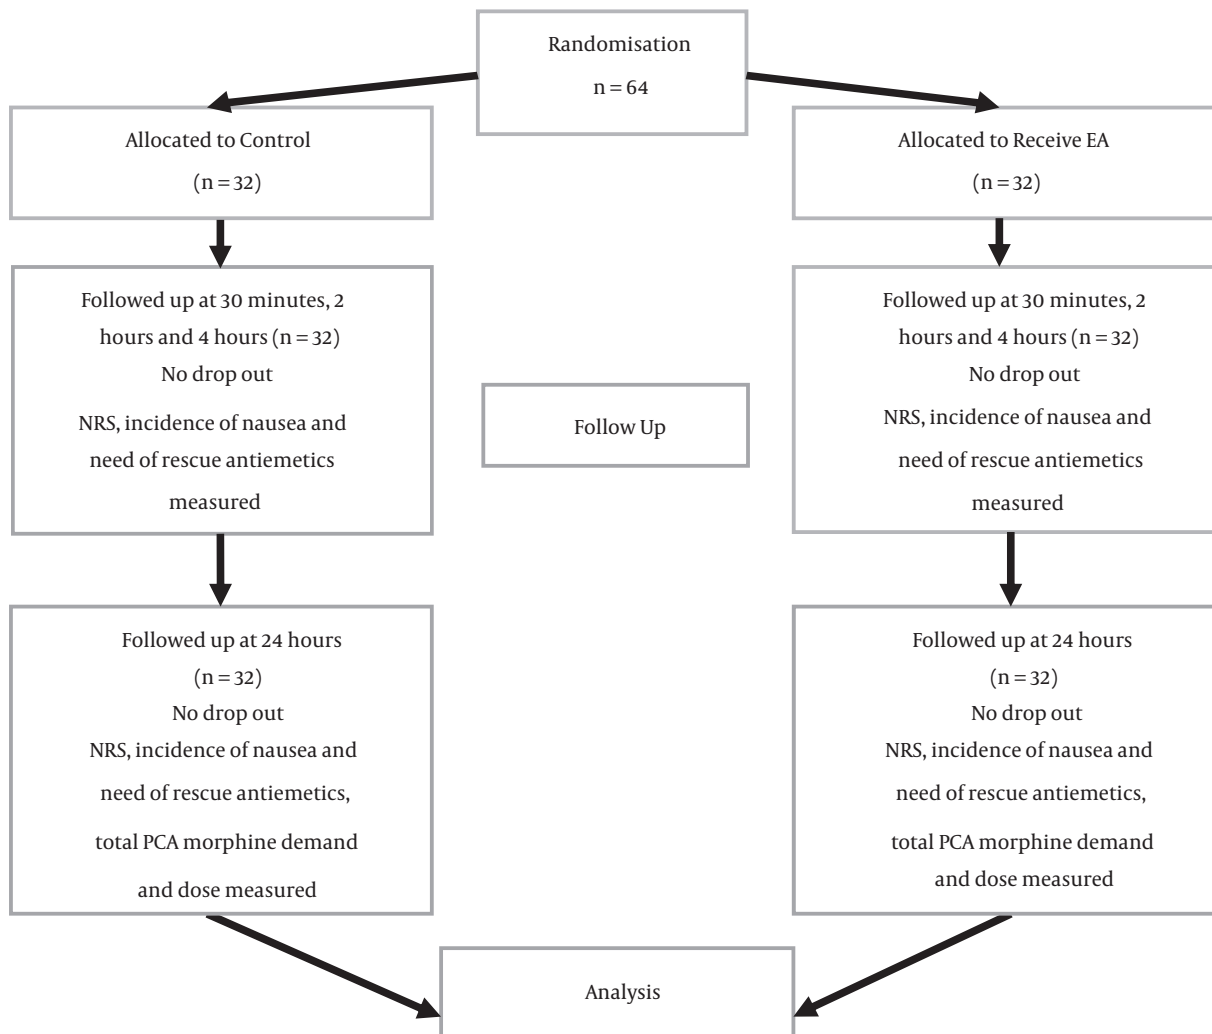 Randomisation
n = 64
Allocated to Control
(n = 32)
Allocated to Receive EA
(n = 32)
Followed up at 30 minutes, 2
hours and 4 hours (n = 32)
No drop out
NRS, incidence of nausea and
need of rescue antiemetics
measured
Follow Up
Followed up at 30 minutes, 2
hours and 4 hours (n = 32)
No drop out
NRS, incidence of nausea and
need of rescue antiemetics
measured
Followed up at 24 hours
(n = 32)
No drop out
NRS, incidence of nausea and
need of rescue antiemetics,
total PCA morphine demand
and dose measured
Followed up at 24 hours
(n = 32)
No drop out
NRS, incidence of nausea and
need of rescue antiemetics,
total PCA morphine demand
and dose measured
Analysis